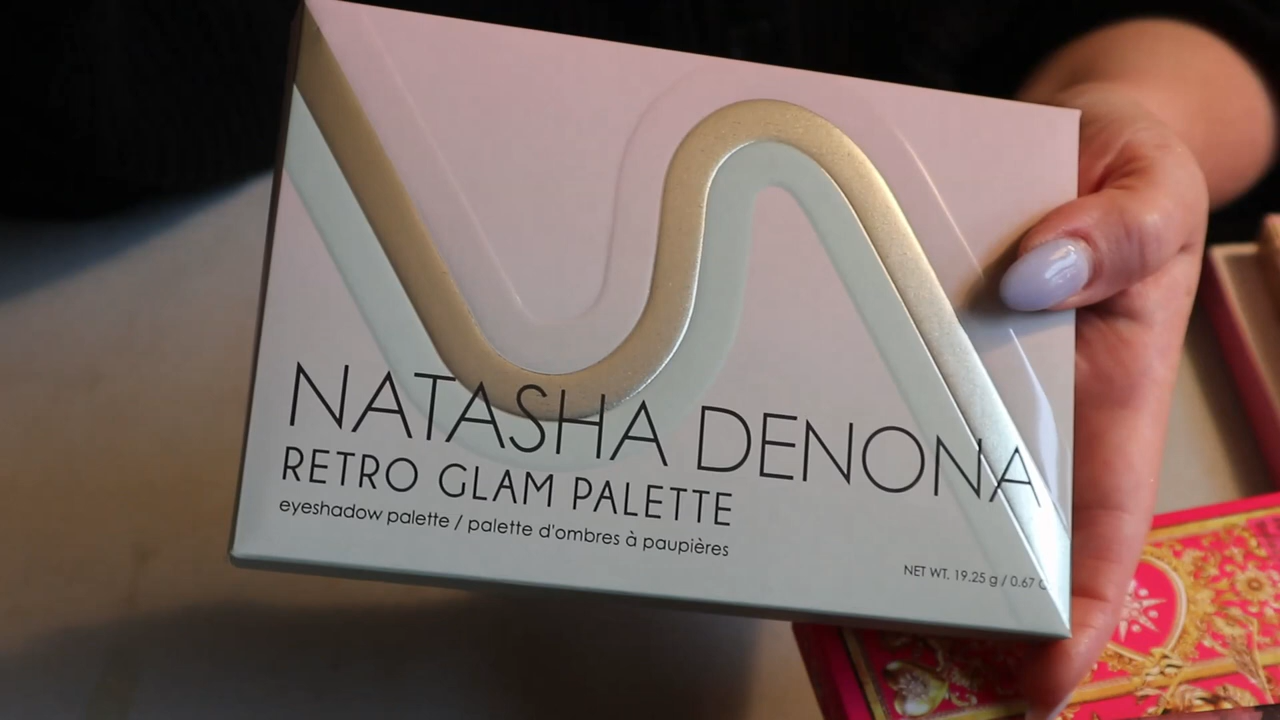 NATASHA DENONA
RETRO GLAM PALETTE
eyeshadow palette / palette d'ombres à paupières
NET WT. 19.25 g / 0.67